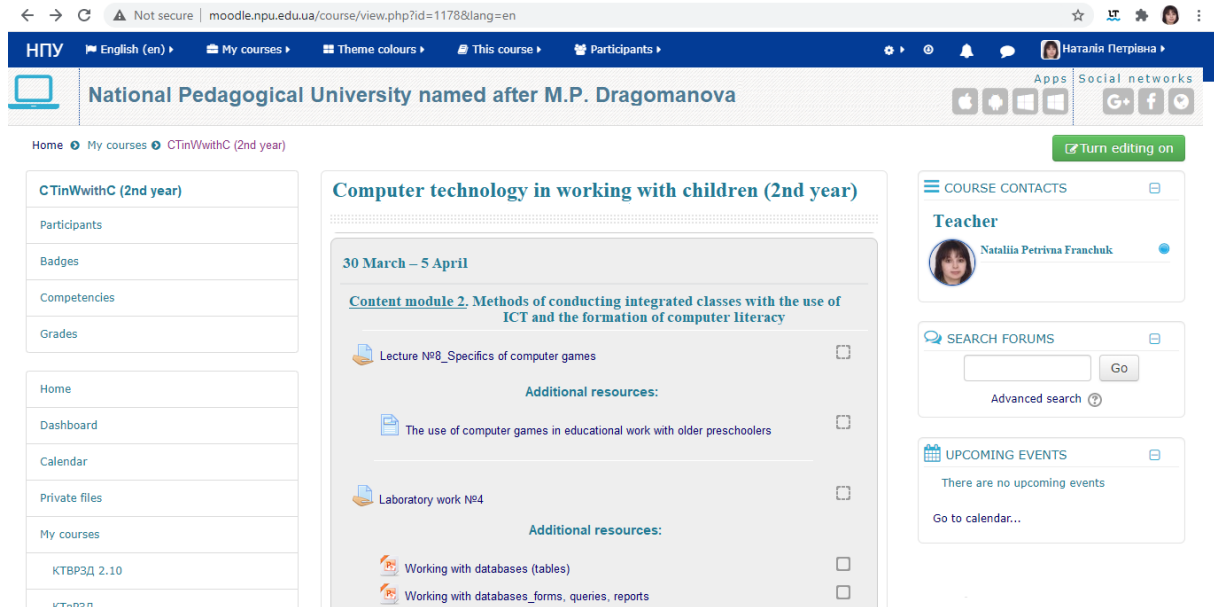 Not secure moodle.npu.edu.ua/course/view.php?id=1178&lang=en
НПУ English (en) My courses Theme colours This course Participants Наталія Петрівна
National Pedagogical University named after M.P. Dragomanova
Apps Social networks
Home My courses CTinWwithC (2nd year)
Turn editing on
CTinWwithC (2nd year)
Participants
Badges
Competencies
Grades
Home
Dashboard
Calendar
Private files
My courses
КТВРЗД 2.10
Computer technology in working with children (2nd year)
30 March – 5 April
Content module 2. Methods of conducting integrated classes with the use of
ICT and the formation of computer literacy
Lecture №8_Specifics of computer games
Additional resources:
The use of computer games in educational work with older preschoolers
Laboratory work №4
Additional resources:
Working with databases (tables)
Working with databases_forms, queries, reports
COURSE CONTACTS
Teacher
Nataliia Petrivna Franchuk
SEARCH FORUMS
Go
Advanced search
UPCOMING EVENTS
There are no upcoming events
Go to calendar...